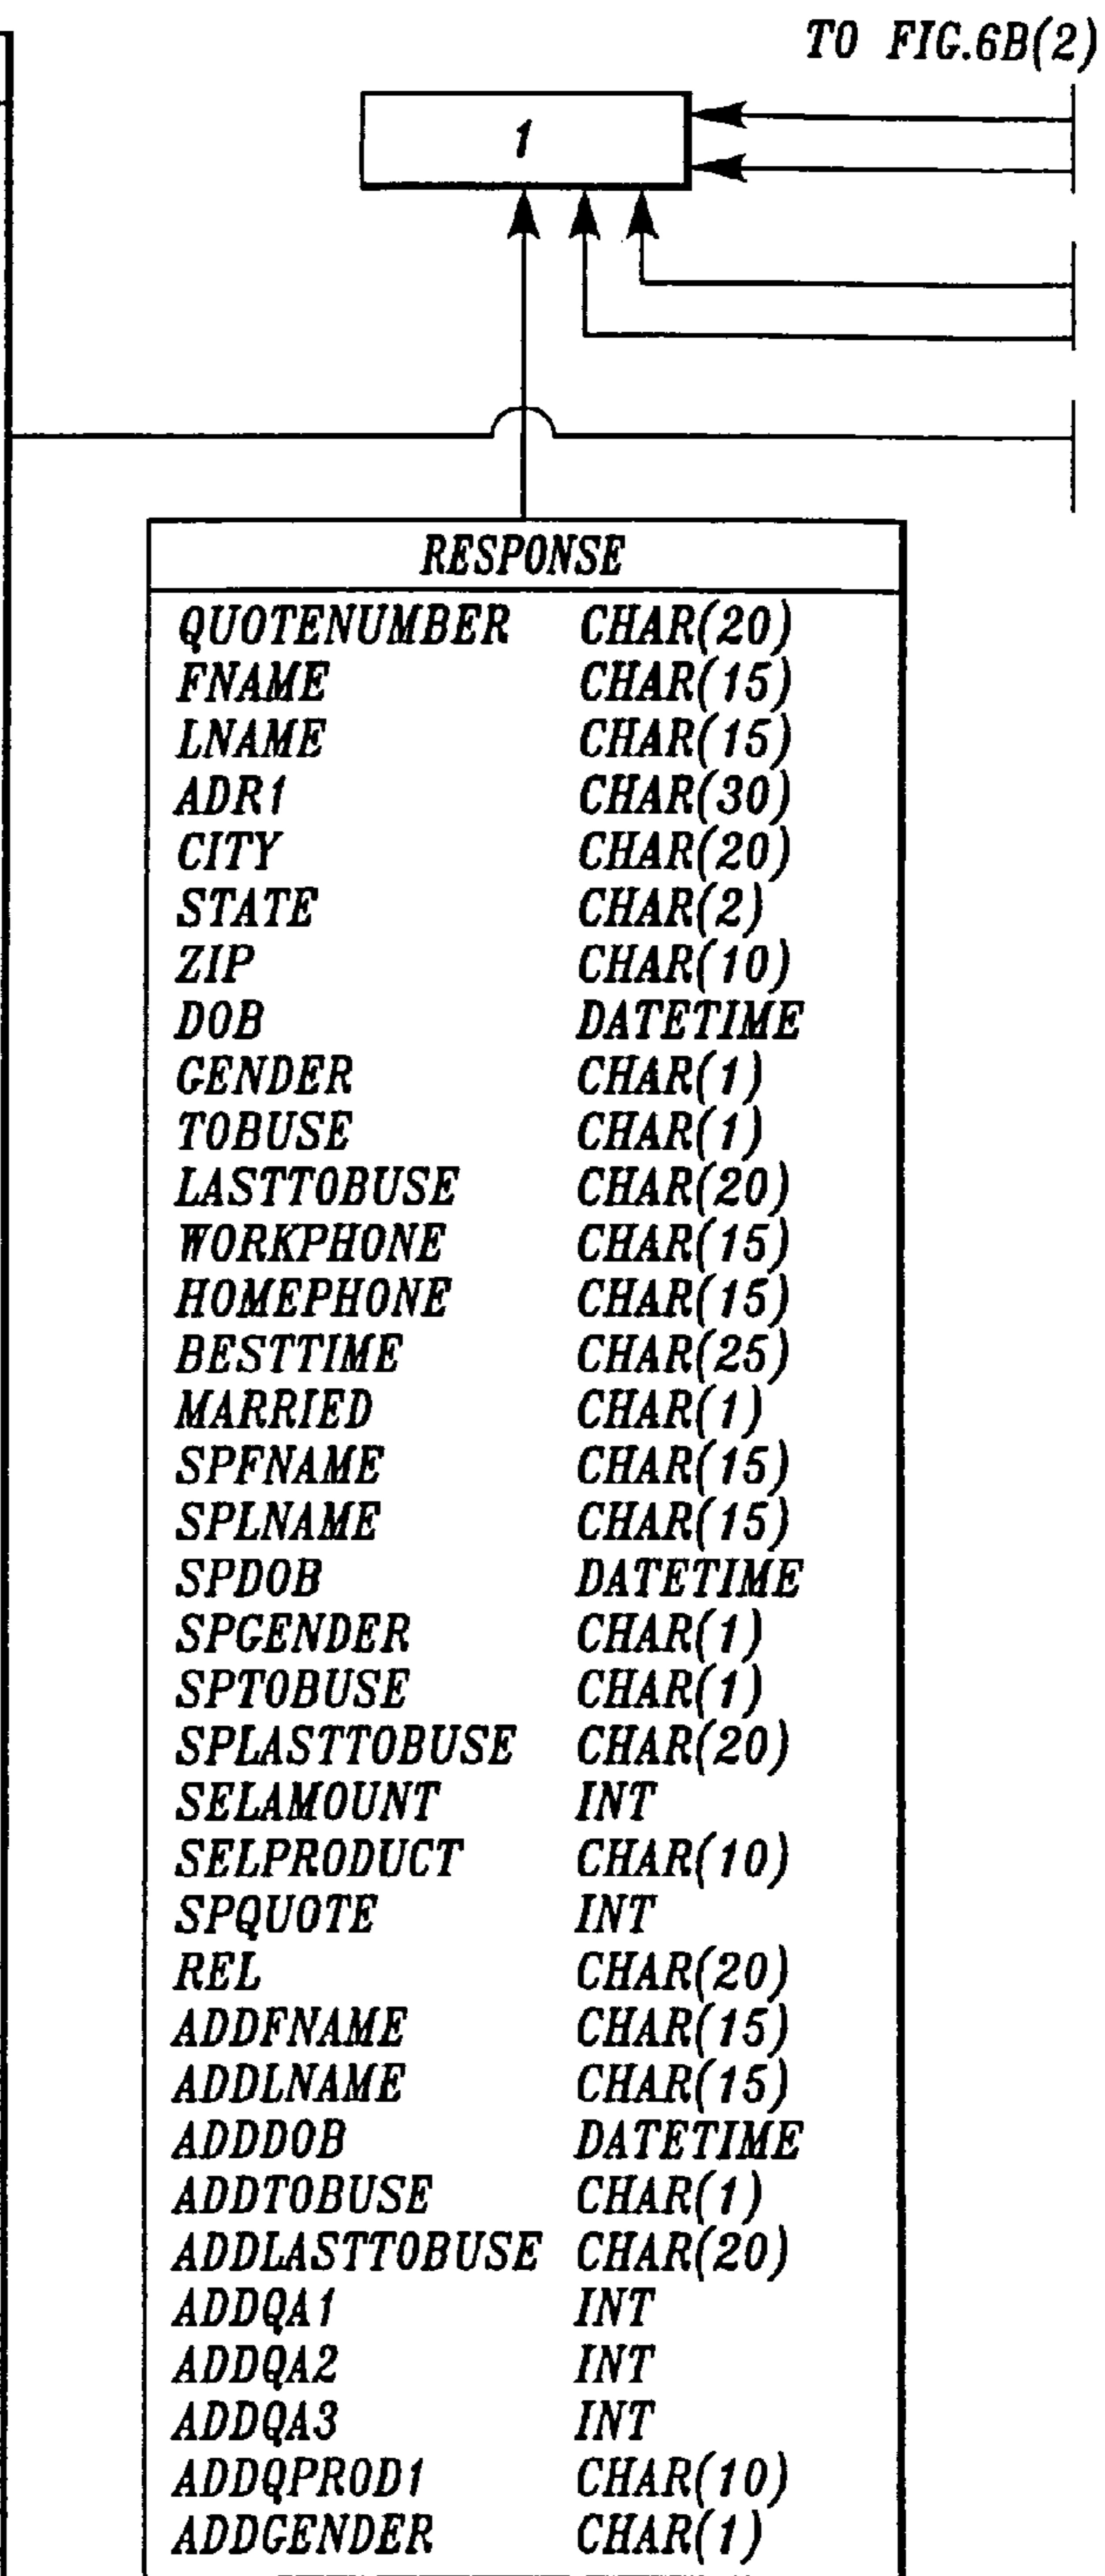 TO FIG.6B(2)
1
RESPONSE
QUOTENUMBER CHAR(20)
FNAME CHAR(15)
LNAME CHAR(15)
ADR1 CHAR(30)
CITY CHAR(20)
STATE CHAR(2)
ZIP CHAR(10)
DOB DATETIME
GENDER CHAR(1)
TOBUSE CHAR(1)
LASTTOBUSE CHAR(20)
WORKPHONE CHAR(15)
HOMEPHONE CHAR(15)
BESTTIME CHAR(25)
MARRIED CHAR(1)
SPFNAME CHAR(15)
SPLNAME CHAR(15)
SPDOB DATETIME
SPGENDER CHAR(1)
SPTOBUSE CHAR(1)
SPLASTTOBUSE CHAR(20)
SELAMOUNT INT
SELPRODUCT CHAR(10)
SPQUOTE INT
REL CHAR(20)
ADDFNAME CHAR(15)
ADDLNAME CHAR(15)
ADDDOB DATETIME
ADDTOBUSE CHAR(1)
ADDLASTTOBUSE CHAR(20)
ADDQA1 INT
ADDQA2 INT
ADDQA3 INT
ADDQPROD1 CHAR(10)
ADDGENDER CHAR(1)